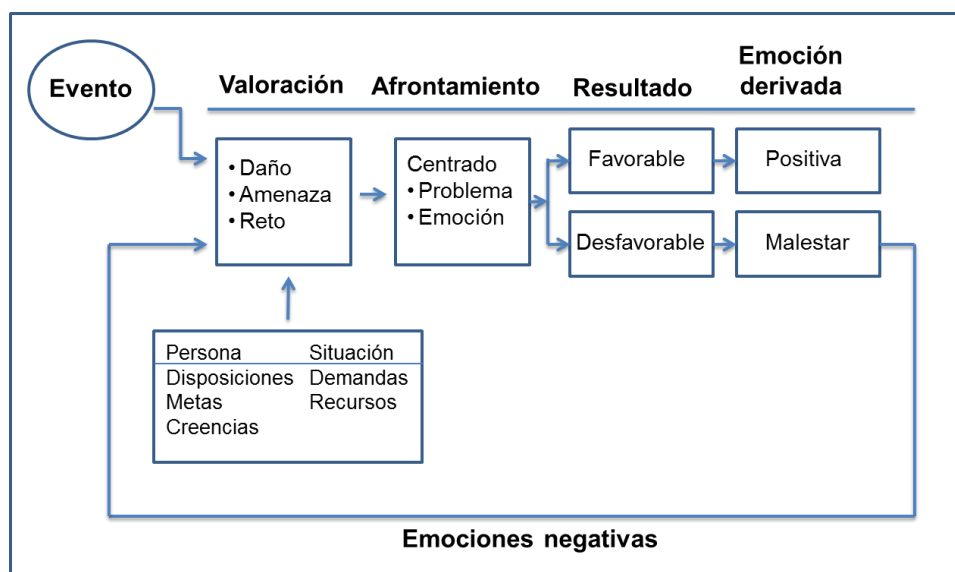 Evento
Valoración
Afrontamiento
Resultado
Emoción
derivada
• Daño
• Amenaza
• Reto
Centrado
• Problema
• Emoción
Favorable
Positiva
Desfavorable
Malestar
Persona Situación
Disposiciones Demandas
Metas Recursos
Creencias
Emociones negativas